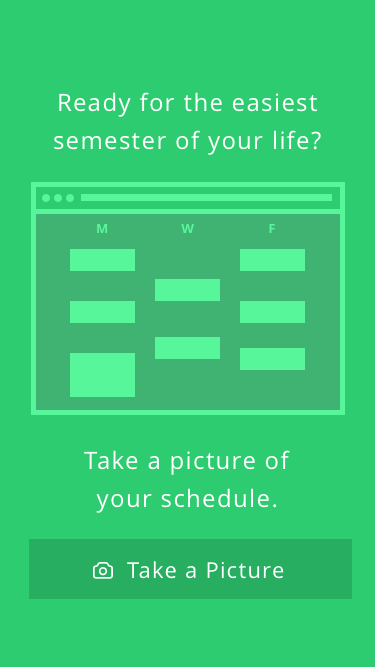 Ready for the easiest
semester of your life?
M W F
Take a picture of
your schedule.
Take a Picture